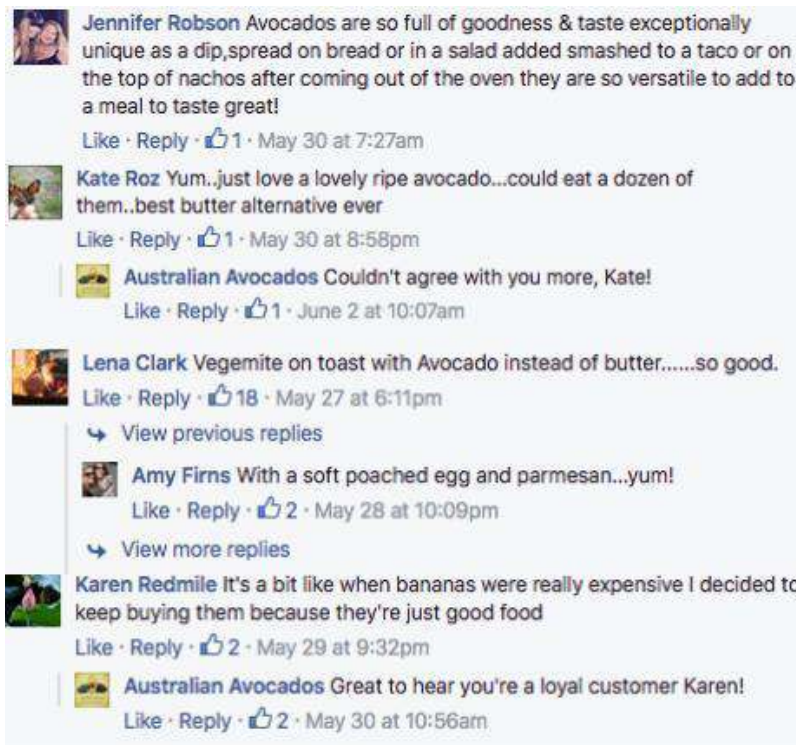 Jennifer Robson Avocados are so full of goodness & taste exceptionally
unique as a dip,spread on bread or in a salad added smashed to a taco or on
the top of nachos after coming out of the oven they are so versatile to add to
a meal to taste great!
Like · Reply · 1 · May 30 at 7:27am
Kate Roz Yum..just love a lovely ripe avocado...could eat a dozen of
them..best butter alternative ever
Like · Reply · 1 · May 30 at 8:58pm
Australian Avocados Couldn't agree with you more, Kate!
Like · Reply · 1 · June 2 at 10:07am
Lena Clark Vegemite on toast with Avocado instead of butter......so good.
Like · Reply · 18 · May 27 at 6:11pm
View previous replies
Amy Firns With a soft poached egg and parmesan...yum!
Like · Reply · 2 · May 28 at 10:09pm
View more replies
Karen Redmile It's a bit like when bananas were really expensive I decided to
keep buying them because they're just good food
Like · Reply · 2 · May 29 at 9:32pm
Australian Avocados Great to hear you're a loyal customer Karen!
Like · Reply · 2 · May 30 at 10:56am